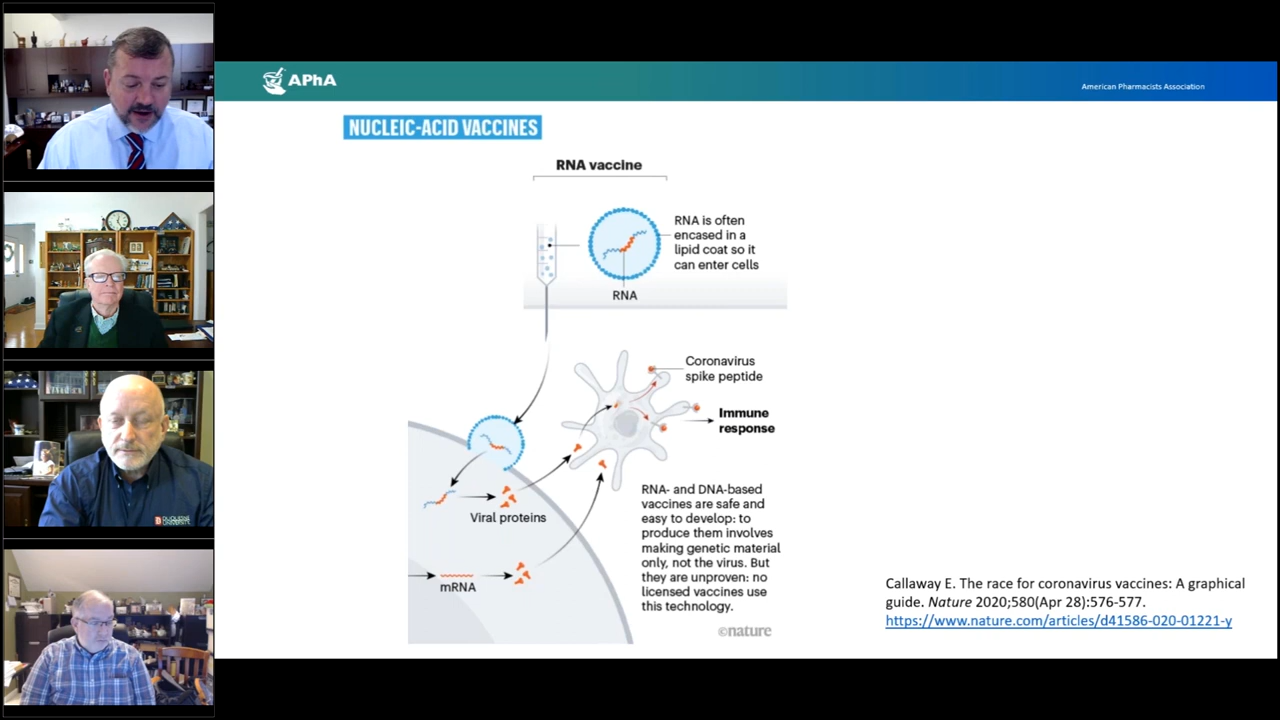 APhA
American Pharmacists Association
NUCLEIC-ACID VACCINES
RNA vaccine
RNA is often
encased in a
lipid coat so it
can enter cells
RNA
Coronavirus
spike peptide
Immune
response
Viral proteins
mRNA
RNA- and DNA-based
vaccines are safe and
easy to develop: to
produce them involves
making genetic material
only, not the virus. But
they are unproven: no
licensed vaccines use
this technology.
©nature
Callaway E. The race for coronavirus vaccines: A graphical
guide. Nature 2020;580(Apr 28):576-577.
https://www.nature.com/articles/d41586-020-01221-y